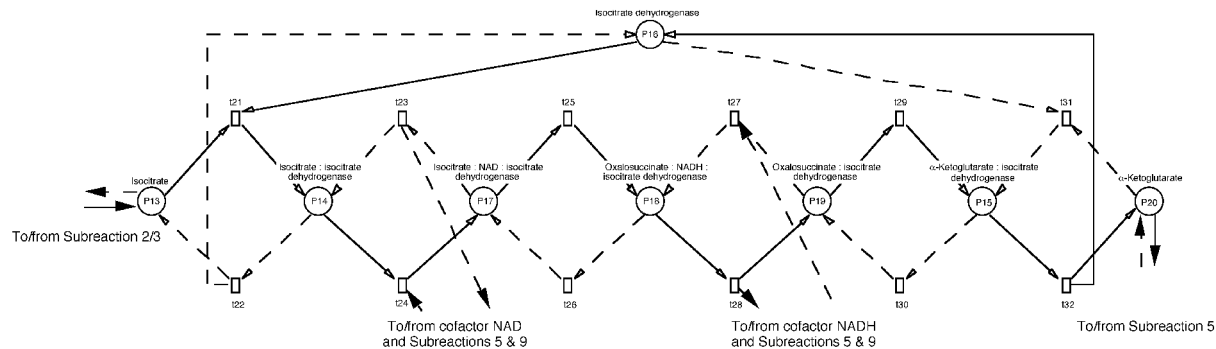 Isocitrate dehydrogenase
P16
t21
t23
t25
t27
t29
t31
Isocitrate
Isocitrate : isocitrate
dehydrogenase
Isocitrate : NAD : isocitrate
dehydrogenase
Oxalosuccinate : NADH :
isocitrate dehydrogenase
Oxalosuccinate : isocitrate
dehydrogenase
α-Ketoglutarate : isocitrate
dehydrogenase
α-Ketoglutarate
P13
P14
P17
P18
P19
P15
P20
To/from Subreaction 2/3
t22
t24
t26
t28
t30
t32
To/from cofactor NAD
and Subreactions 5 & 9
To/from cofactor NADH
and Subreactions 5 & 9
To/from Subreaction 5